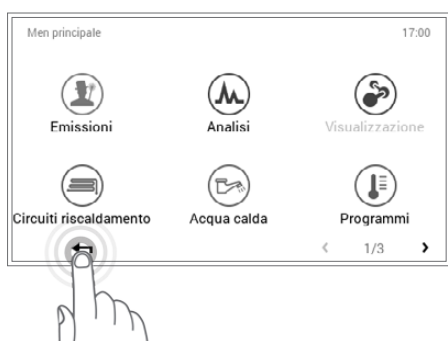 Men principale 17:00
Emissioni Analisi Visualizzazione
Circuiti riscaldamento Acqua calda Programmi
1/3